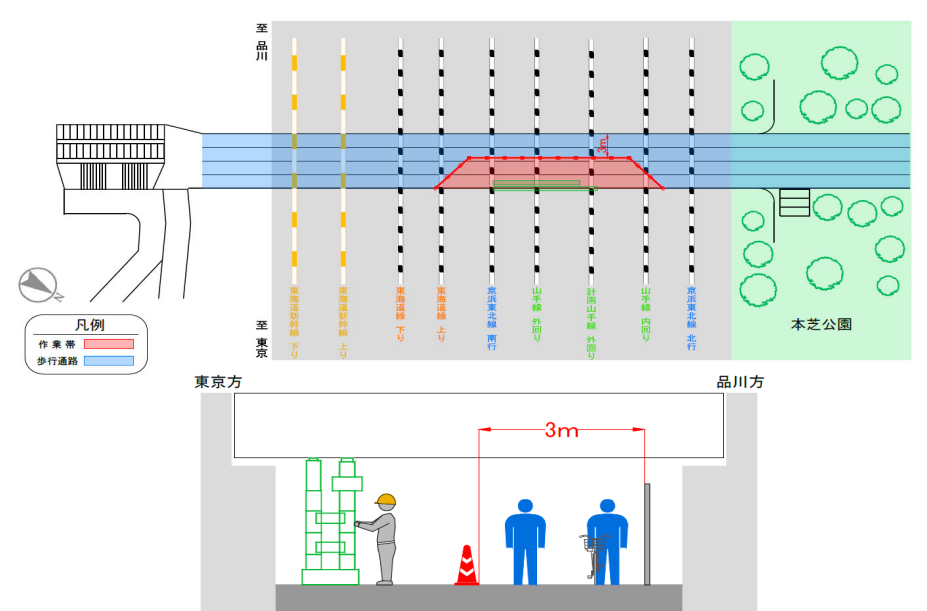 至 品川
3m
東海道新幹線 下り
東海道新幹線 上り
東海道線 下り
東海道線 上り
京浜東北線 南行
山手線 外回り
計画山手線 外回り
山手線 内回り
京浜東北線 北行
至 東京
本芝公園
N
凡例
作業帯
歩行通路
東京方
品川方
3m